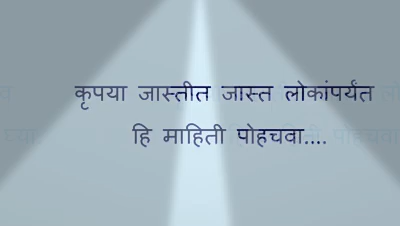 कृपया जास्तीत जास्त लोकांपर्यंत
हि माहिती पोहचवा....